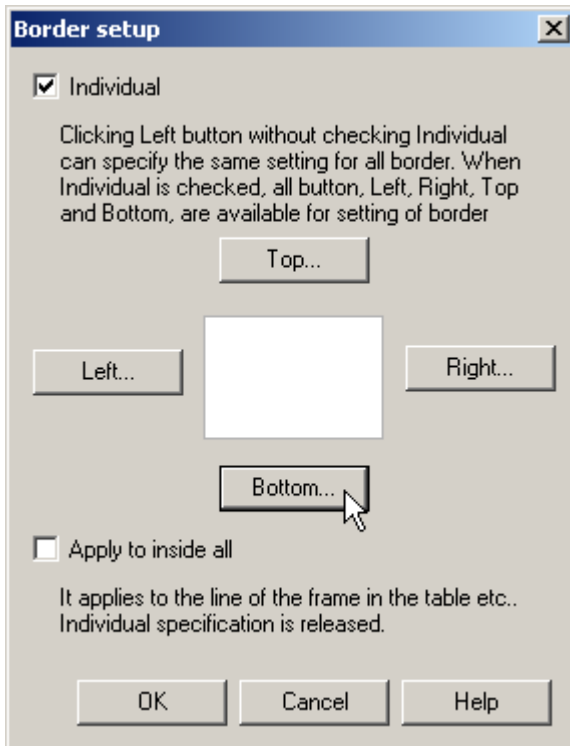 Border setup
Individual
Clicking Left button without checking Individual
can specify the same setting for all border. When
Individual is checked, all button, Left, Right, Top
and Bottom, are available for setting of border
Top...
Left...
Right...
Bottom...
Apply to inside all
It applies to the line of the frame in the table etc..
Individual specification is released.
OK Cancel Help